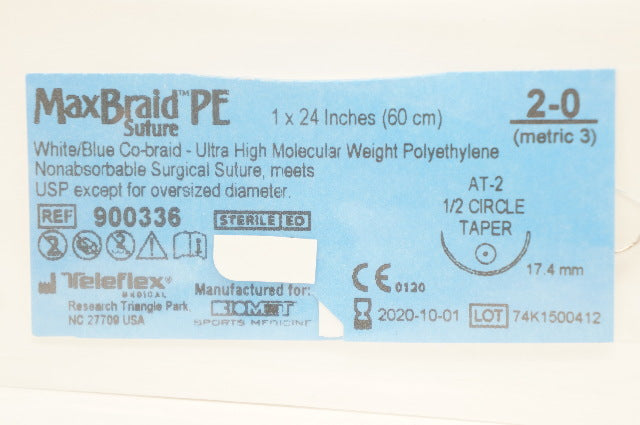 MaxBraid™ PE
Suture
1 x 24 Inches (60 cm)
2-0
(metric 3)
White/Blue Co-braid - Ultra High Molecular Weight Polyethylene
Nonabsorbable Surgical Suture, meets
USP except for oversized diameter.
REF 900336
STERILE EO
AT-2
1/2 CIRCLE
TAPER
17.4 mm
Teleflex®
MEDICAL
Research Triangle Park,
NC 27709 USA
Manufactured for:
BIOMET
SPORTS MEDICINE
CE 0120
2020-10-01
LOT 74K1500412